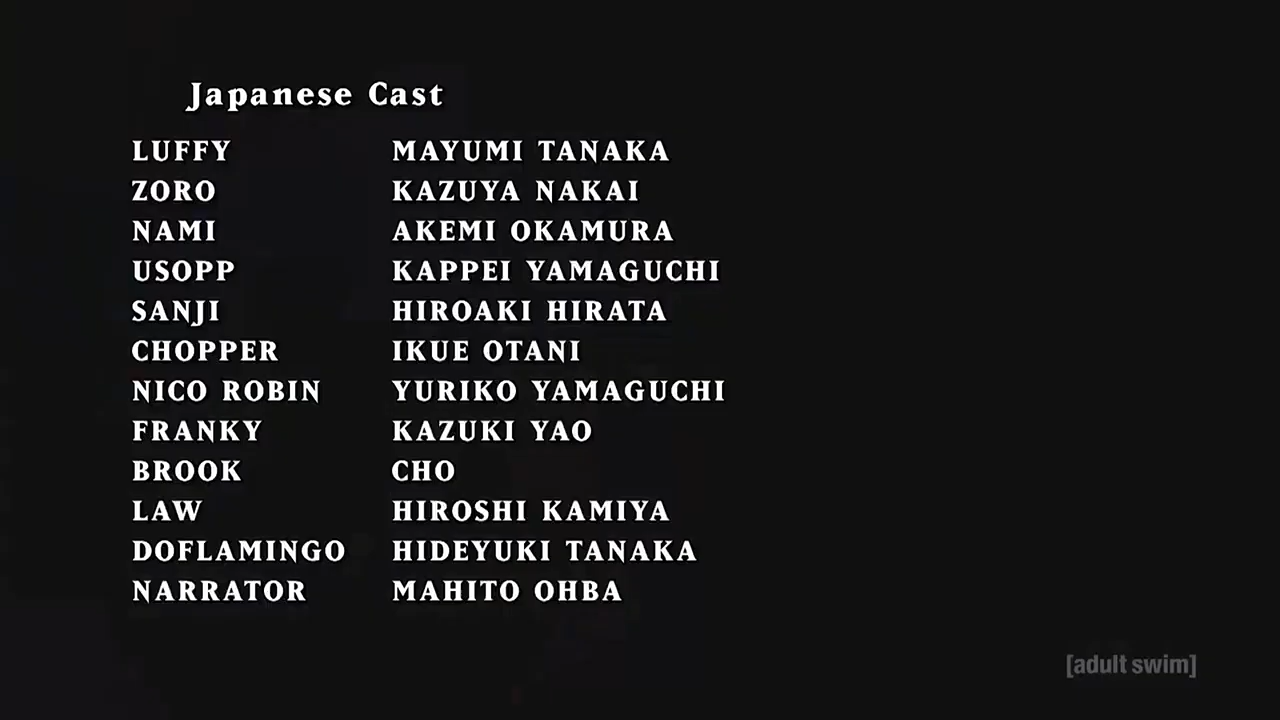 Japanese Cast
LUFFY MAYUMI TANAKA
ZORO KAZUYA NAKAI
NAMI AKEMI OKAMURA
USOPP KAPPEI YAMAGUCHI
SANJI HIROAKI HIRATA
CHOPPER IKUE OTANI
NICO ROBIN YURIKO YAMAGUCHI
FRANKY KAZUKI YAO
BROOK CHO
LAW HIROSHI KAMIYA
DOFLAMINGO HIDEYUKI TANAKA
NARRATOR MAHITO OHBA
[adult swim]